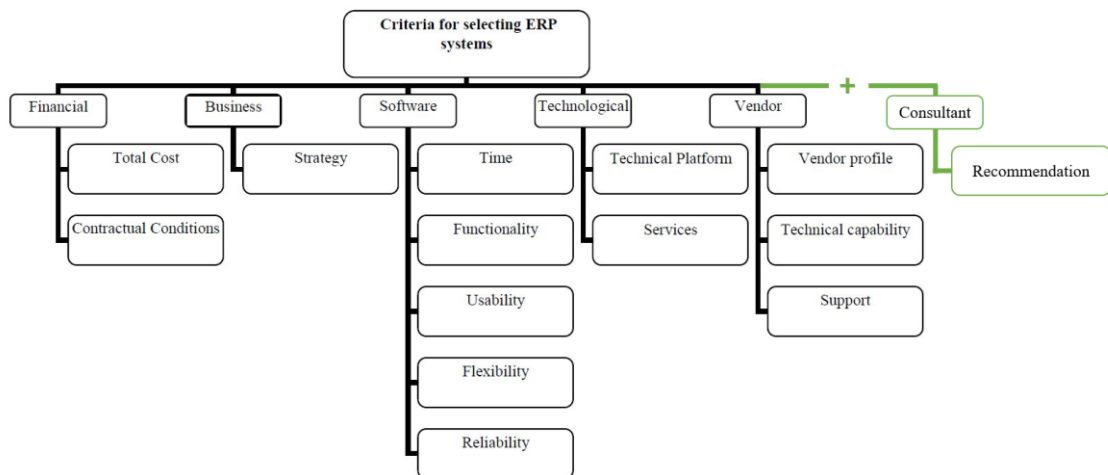 Criteria for selecting ERP
systems
+
Financial
Business
Software
Technological
Vendor
Consultant
Total Cost
Strategy
Time
Technical Platform
Vendor profile
Recommendation
Contractual Conditions
Functionality
Services
Technical capability
Usability
Support
Flexibility
Reliability